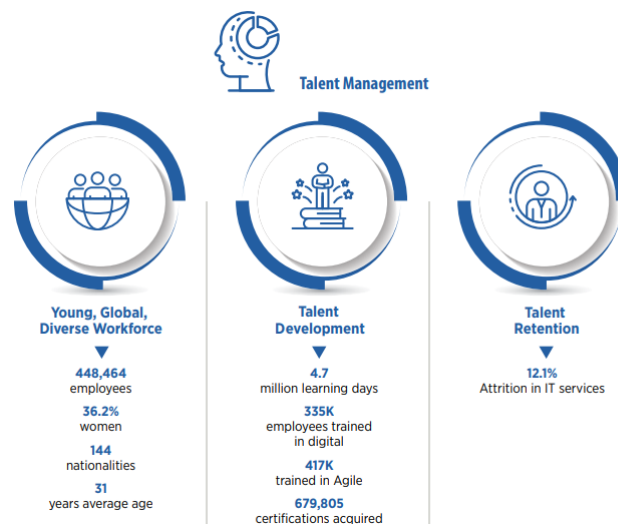 Talent Management
Young, Global,
Diverse Workforce
448,464
employees
36.2%
women
144
nationalities
31
years average age
Talent
Development
4.7
million learning days
335K
employees trained
in digital
417K
trained in Agile
679,805
certifications acquired
Talent
Retention
12.1%
Attrition in IT services